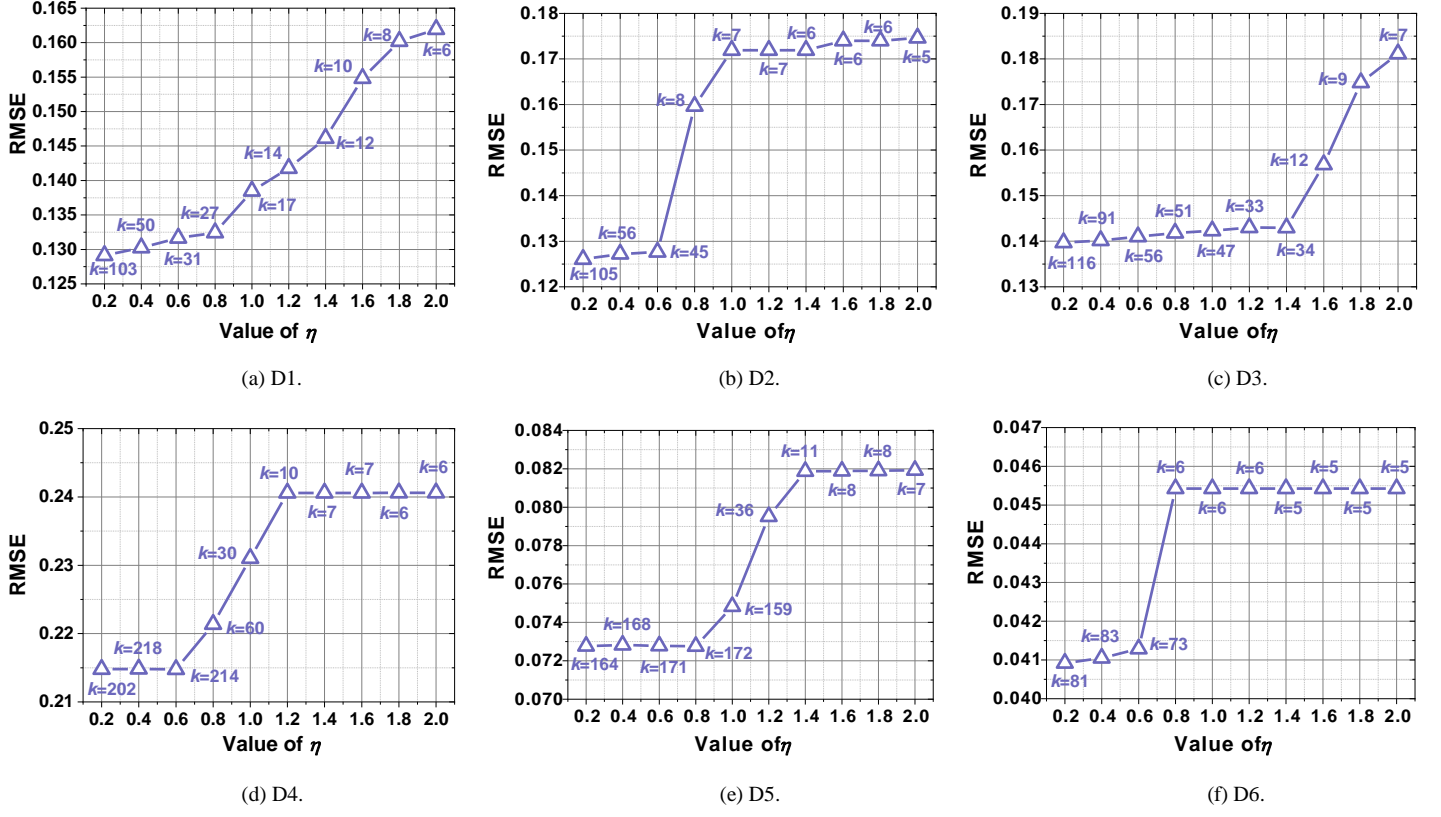 0.165
0.160
0.155
0.150
0.145
0.140
0.135
0.130
0.125
RMSE
k=103
k=50
k=31
k=27
k=17
k=14
k=12
k=10
k=8
k=6
0.2 0.4 0.6 0.8 1.0 1.2 1.4 1.6 1.8 2.0
Value of η
(a) D1.
0.18
0.17
0.16
0.15
0.14
0.13
0.12
RMSE
k=105
k=56
k=45
k=8
k=7
k=7
k=6
k=6
k=6
k=5
0.2 0.4 0.6 0.8 1.0 1.2 1.4 1.6 1.8 2.0
Value ofη
(b) D2.
0.19
0.18
0.17
0.16
0.15
0.14
0.13
RMSE
k=116
k=91
k=56
k=51
k=47
k=33
k=34
k=12
k=9
k=7
0.2 0.4 0.6 0.8 1.0 1.2 1.4 1.6 1.8 2.0
Value ofη
(c) D3.
0.25
0.24
0.23
0.22
0.21
RMSE
k=202
k=218
k=214
k=60
k=30
k=10
k=7
k=7
k=6
k=6
0.2 0.4 0.6 0.8 1.0 1.2 1.4 1.6 1.8 2.0
Value of η
(d) D4.
0.084
0.082
0.080
0.078
0.076
0.074
0.072
0.070
RMSE
k=164
k=168
k=171
k=172
k=159
k=36
k=11
k=8
k=8
k=7
0.2 0.4 0.6 0.8 1.0 1.2 1.4 1.6 1.8 2.0
Value ofη
(e) D5.
0.047
0.046
0.045
0.044
0.043
0.042
0.041
0.040
RMSE
k=81
k=83
k=73
k=6
k=6
k=6
k=5
k=5
k=5
k=5
0.2 0.4 0.6 0.8 1.0 1.2 1.4 1.6 1.8 2.0
Value ofη
(f) D6.